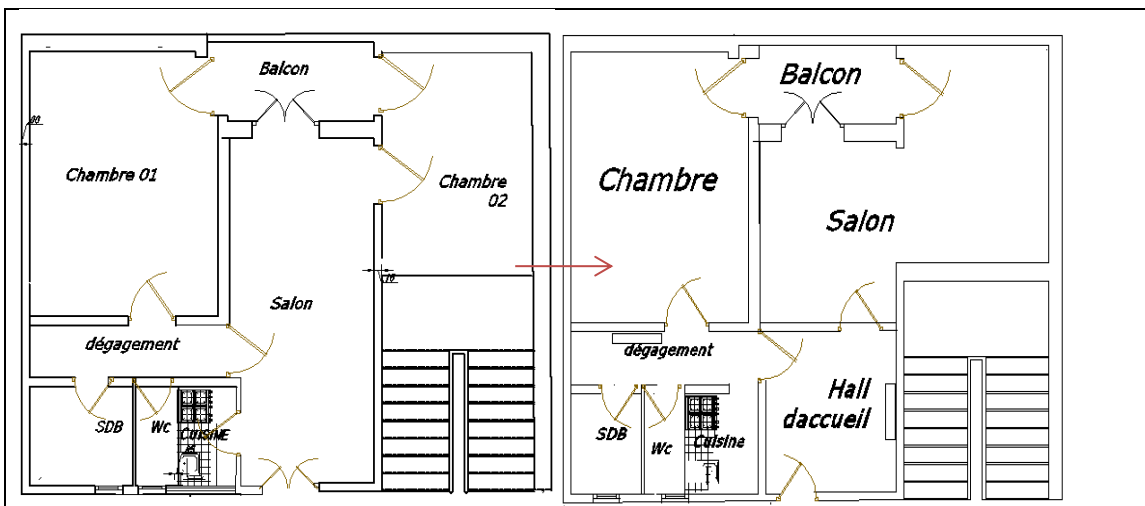 Balcon
Chambre 01
Chambre
02
Salon
dégagement
SDB
Wc
CUISINE
Balcon
Chambre
Salon
dégagement
Hall
daccueil
SDB
Wc
Cuisine